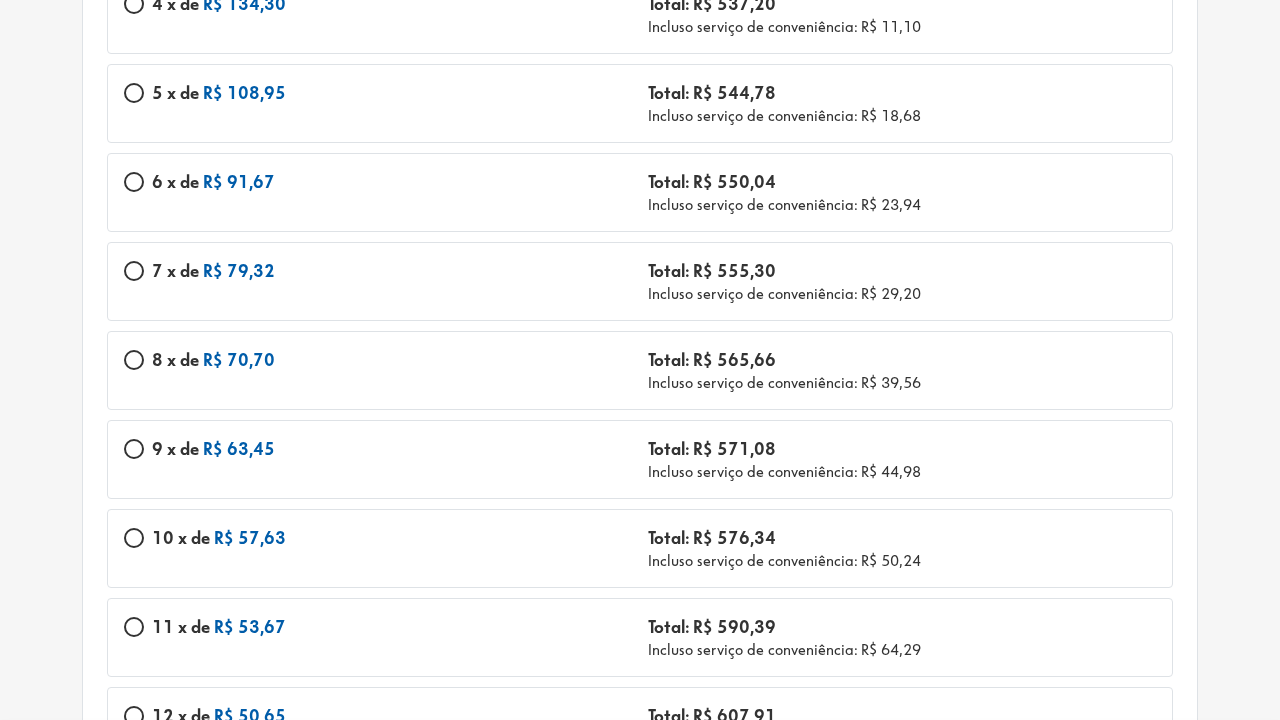 4 x de R$ 134,30
Total: R$ 537,20
Incluso serviço de conveniência: R$ 11,10
5 x de R$ 108,95
Total: R$ 544,78
Incluso serviço de conveniência: R$ 18,68
6 x de R$ 91,67
Total: R$ 550,04
Incluso serviço de conveniência: R$ 23,94
7 x de R$ 79,32
Total: R$ 555,30
Incluso serviço de conveniência: R$ 29,20
8 x de R$ 70,70
Total: R$ 565,66
Incluso serviço de conveniência: R$ 39,56
9 x de R$ 63,45
Total: R$ 571,08
Incluso serviço de conveniência: R$ 44,98
10 x de R$ 57,63
Total: R$ 576,34
Incluso serviço de conveniência: R$ 50,24
11 x de R$ 53,67
Total: R$ 590,39
Incluso serviço de conveniência: R$ 64,29
12 x de R$ 50,65
Total: R$ 607,91